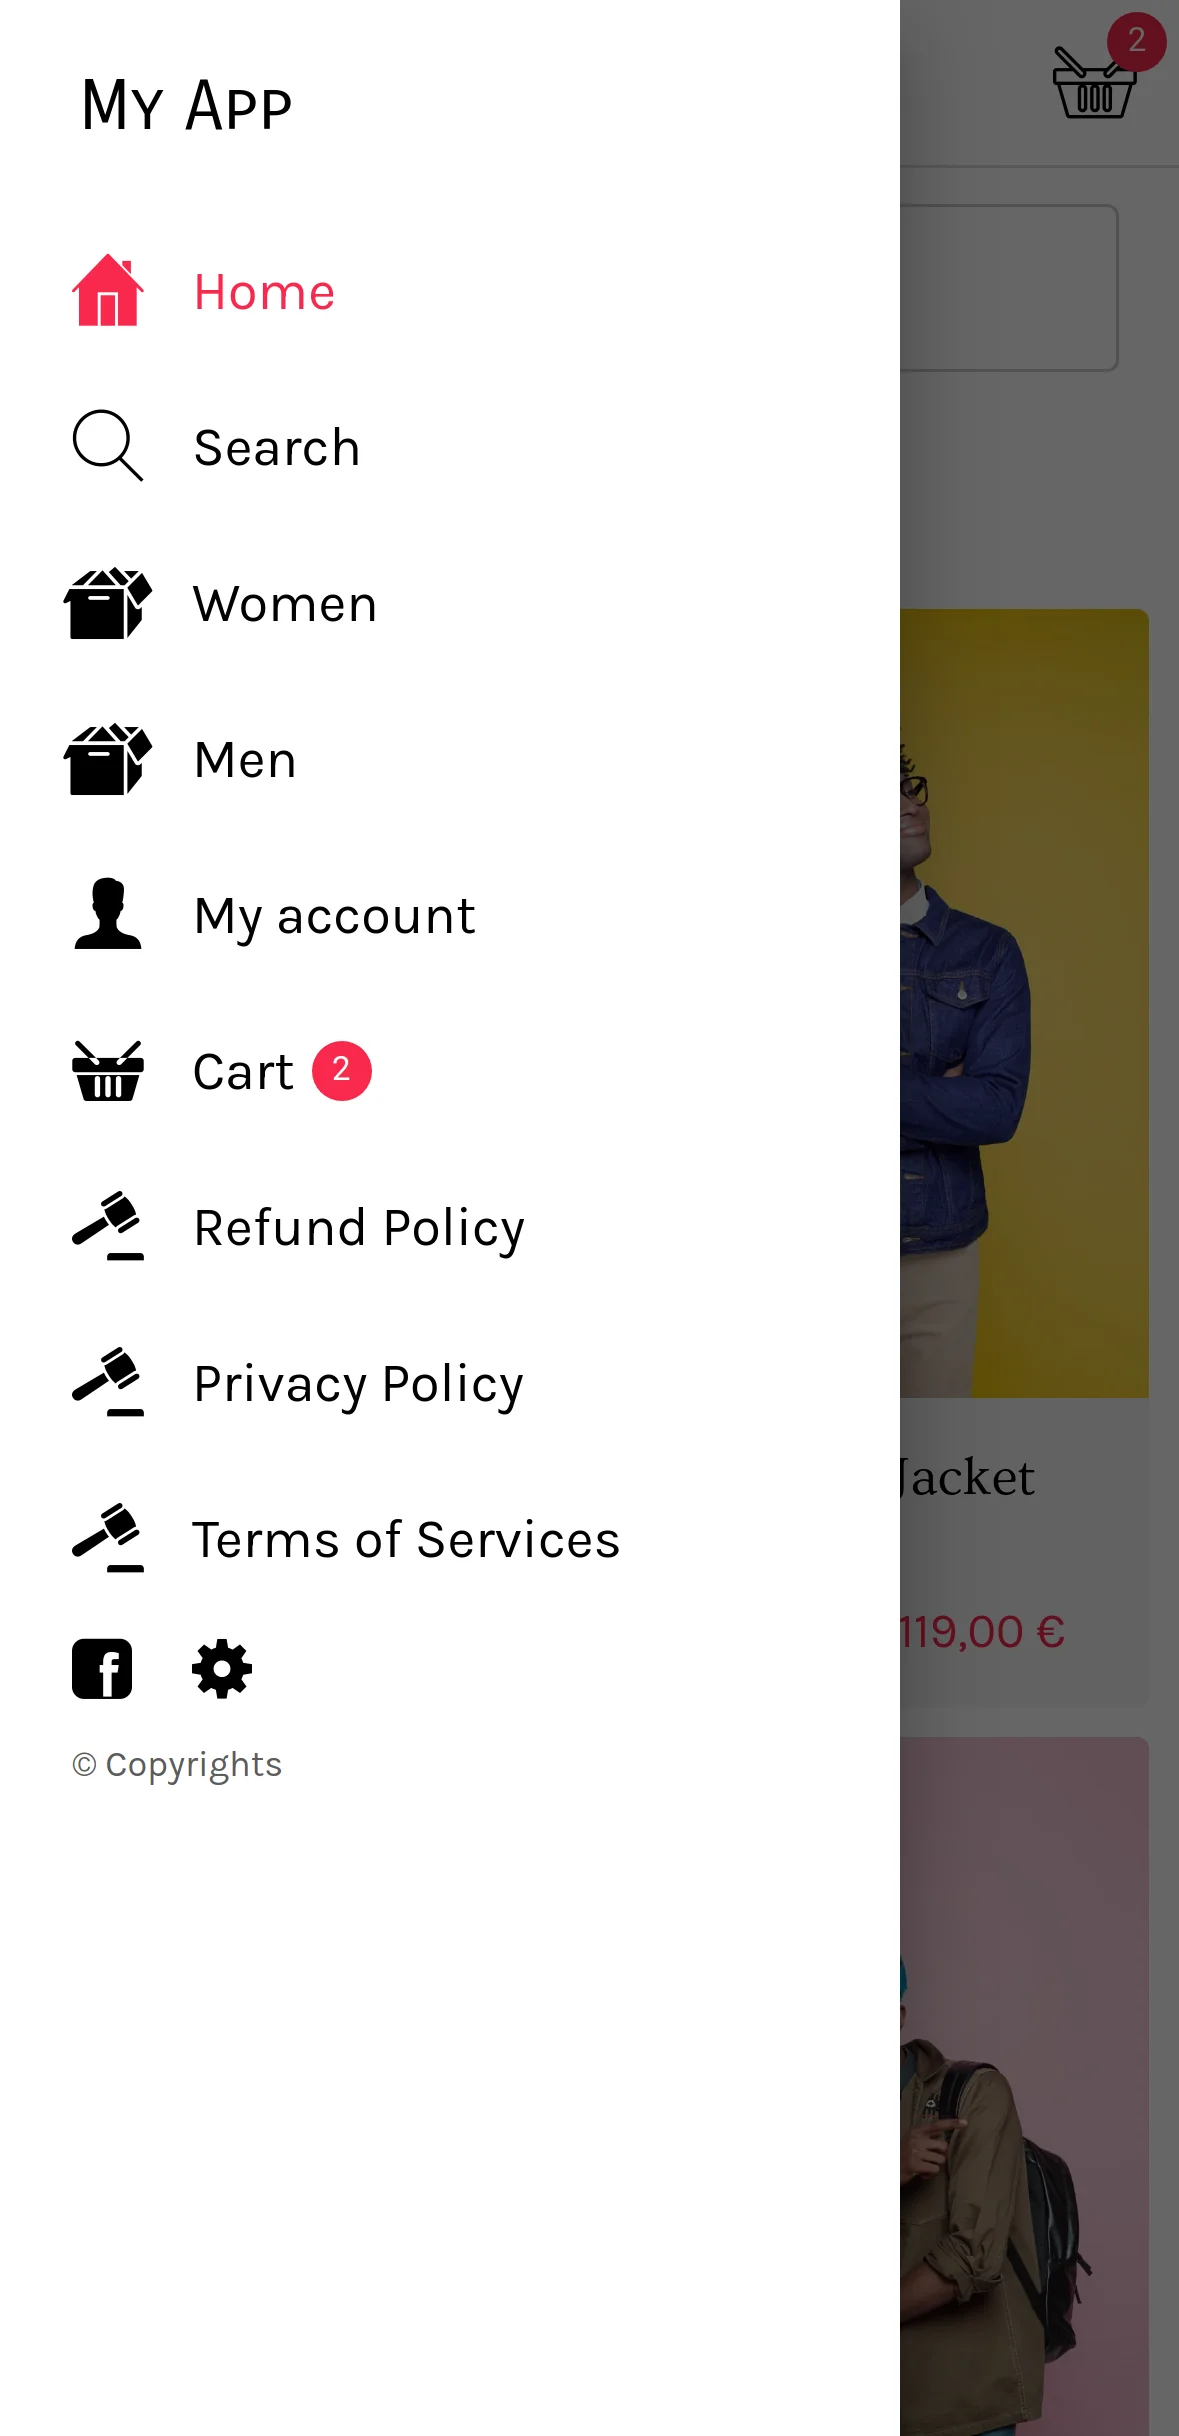 My App
2
Home
Search
Women
Men
My account
Cart 2
Refund Policy
Privacy Policy
Terms of Services
f
© Copyrights
Jacket
119,00 €